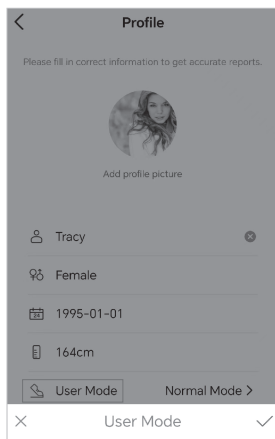 Profile
Please fill in correct information to get accurate reports.
Add profile picture
Tracy
Female
24
1995-01-01
164cm
User Mode Normal Mode >
User Mode